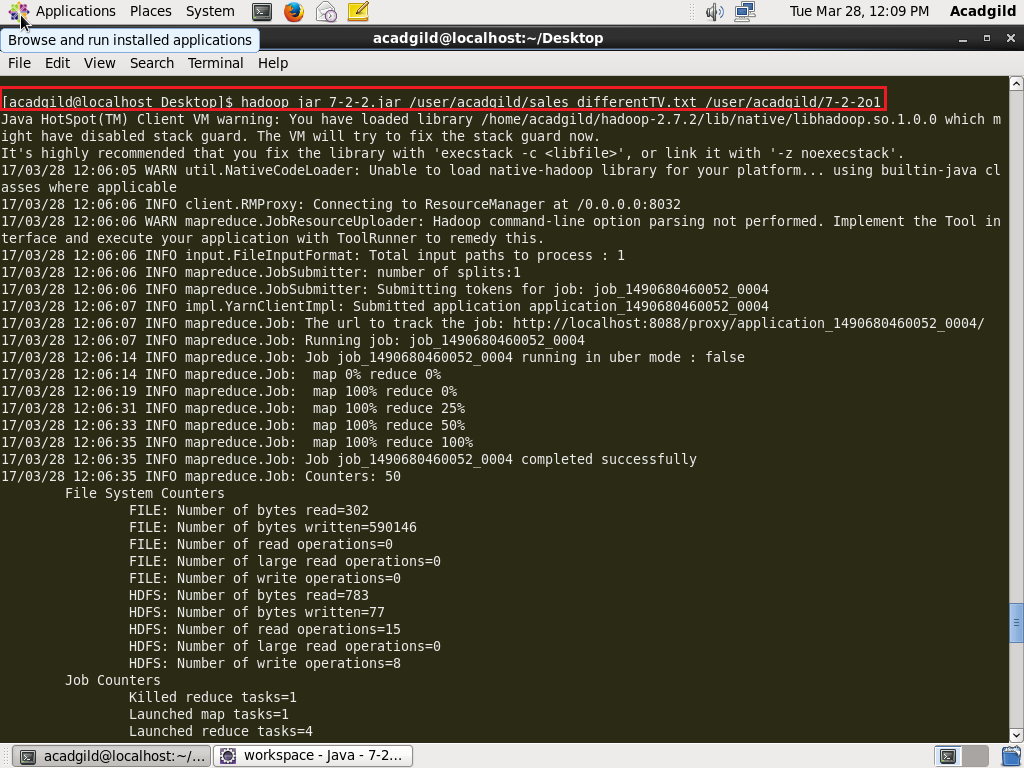 Applications Places System Tue Mar 28, 12:09 PM Acadgild
Browse and run installed applications
acadgild@localhost:~/Desktop
File Edit View Search Terminal Help
[acadgild@localhost Desktop]$ hadoop jar 7-2-2.jar /user/acadgild/sales_differentTV.txt /user/acadgild/7-2-2o1
Java HotSpot(TM) Client VM warning: You have loaded library /home/acadgild/hadoop-2.7.2/lib/native/libhadoop.so.1.0.0 which m
ight have disabled stack guard. The VM will try to fix the stack guard now.
It's highly recommended that you fix the library with 'execstack -c <libfile>', or link it with '-z noexecstack'.
17/03/28 12:06:05 WARN util.NativeCodeLoader: Unable to load native-hadoop library for your platform... using builtin-java cl
asses where applicable
17/03/28 12:06:06 INFO client.RMProxy: Connecting to ResourceManager at /0.0.0.0:8032
17/03/28 12:06:06 WARN mapreduce.JobResourceUploader: Hadoop command-line option parsing not performed. Implement the Tool in
terface and execute your application with ToolRunner to remedy this.
17/03/28 12:06:06 INFO input.FileInputFormat: Total input paths to process : 1
17/03/28 12:06:06 INFO mapreduce.JobSubmitter: number of splits:1
17/03/28 12:06:06 INFO mapreduce.JobSubmitter: Submitting tokens for job: job_1490680460052_0004
17/03/28 12:06:07 INFO impl.YarnClientImpl: Submitted application application_1490680460052_0004
17/03/28 12:06:07 INFO mapreduce.Job: The url to track the job: http://localhost:8088/proxy/application_1490680460052_0004/
17/03/28 12:06:07 INFO mapreduce.Job: Running job: job_1490680460052_0004
17/03/28 12:06:14 INFO mapreduce.Job: Job job_1490680460052_0004 running in uber mode : false
17/03/28 12:06:14 INFO mapreduce.Job:  map 0% reduce 0%
17/03/28 12:06:19 INFO mapreduce.Job:  map 100% reduce 0%
17/03/28 12:06:31 INFO mapreduce.Job:  map 100% reduce 25%
17/03/28 12:06:33 INFO mapreduce.Job:  map 100% reduce 50%
17/03/28 12:06:35 INFO mapreduce.Job:  map 100% reduce 100%
17/03/28 12:06:35 INFO mapreduce.Job: Job job_1490680460052_0004 completed successfully
17/03/28 12:06:35 INFO mapreduce.Job: Counters: 50
File System Counters
FILE: Number of bytes read=302
FILE: Number of bytes written=590146
FILE: Number of read operations=0
FILE: Number of large read operations=0
FILE: Number of write operations=0
HDFS: Number of bytes read=783
HDFS: Number of bytes written=77
HDFS: Number of read operations=15
HDFS: Number of large read operations=0
HDFS: Number of write operations=8
Job Counters
Killed reduce tasks=1
Launched map tasks=1
Launched reduce tasks=4
acadgild@localhost:~/... workspace - Java - 7-2...